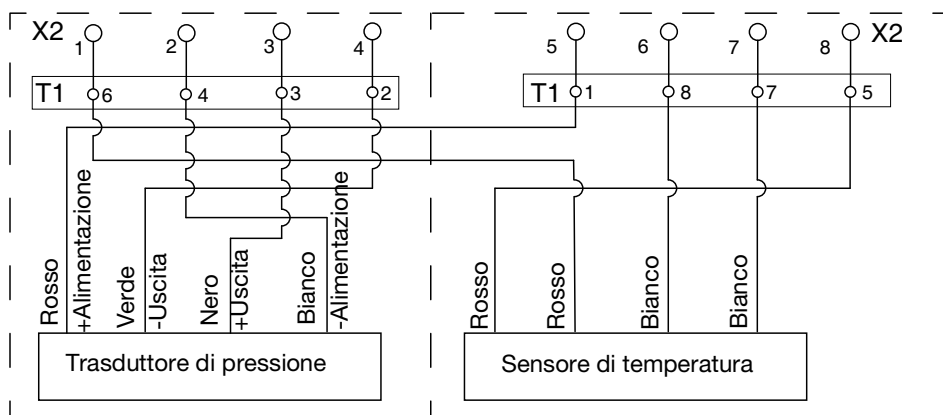 X2
1
2
3
4
5
6
7
8
X2
T1
6
4
3
2
T1
1
8
7
5
Rosso
+Alimentazione
Verde
-Uscita
Nero
+Uscita
Bianco
-Alimentazione
Rosso
Rosso
Bianco
Bianco
Trasduttore di pressione
Sensore di temperatura